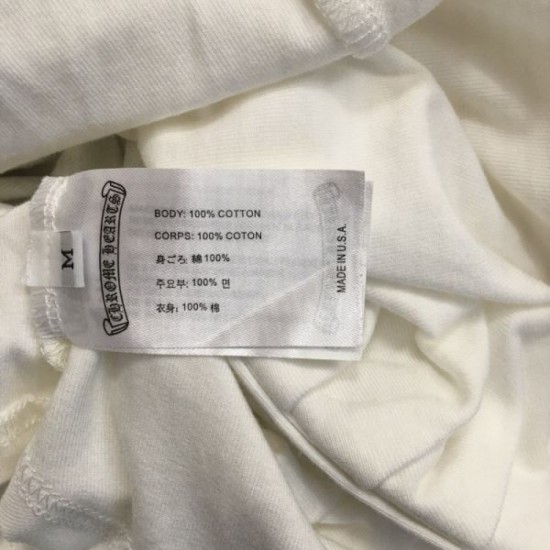 CHROME HEARTS
M
BODY: 100% COTTON
CORPS: 100% COTON
身ごろ: 綿 100%
주요부: 100% 면
衣身: 100% 棉
MADE IN U.S.A.